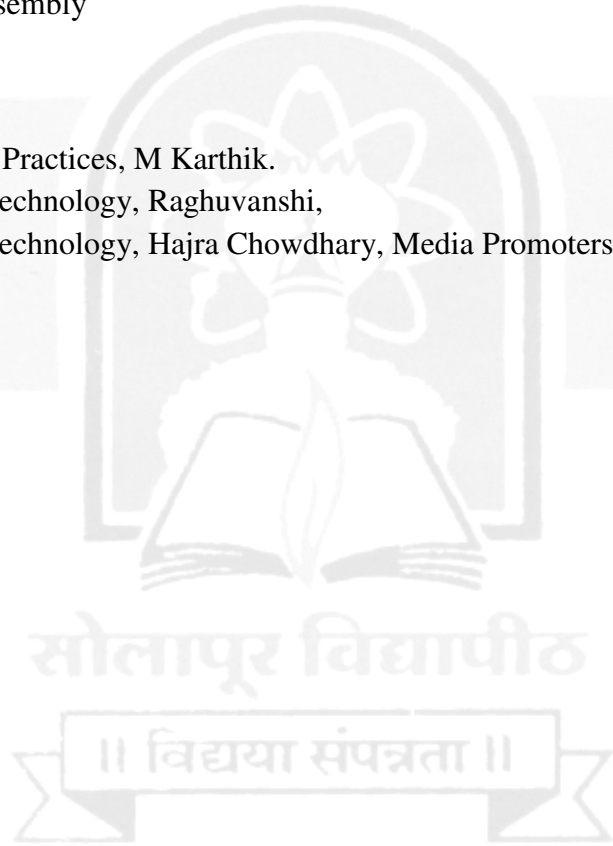 sembly
Practices, M Karthik.
echnology, Raghuvanshi,
echnology, Hajra Chowdhary, Media Promoters
सोलापूर विद्यापीठ
॥ विद्यया संपन्नता ॥